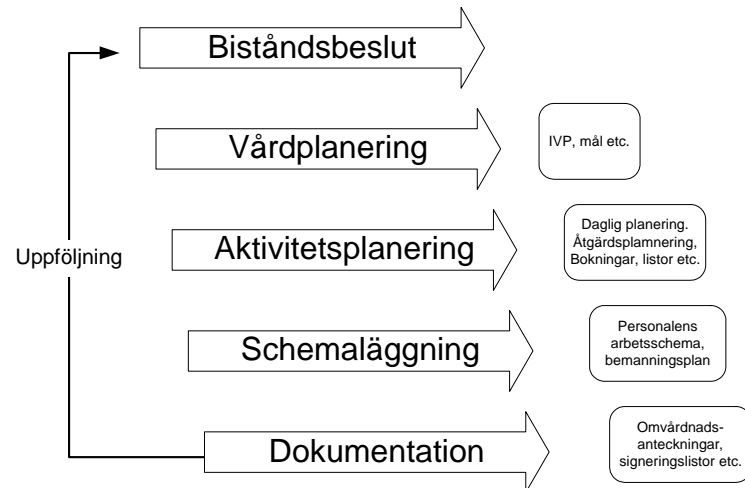 Biståndsbeslut
Vårdplanering
IVP, mål etc.
Aktivitetsplanering
Daglig planering.
Åtgärdsplamnering,
Bokningar, listor etc.
Uppföljning
Schemaläggning
Personalens
arbetsschema,
bemanningsplan
Dokumentation
Omvårdnads-
anteckningar,
signeringslistor etc.